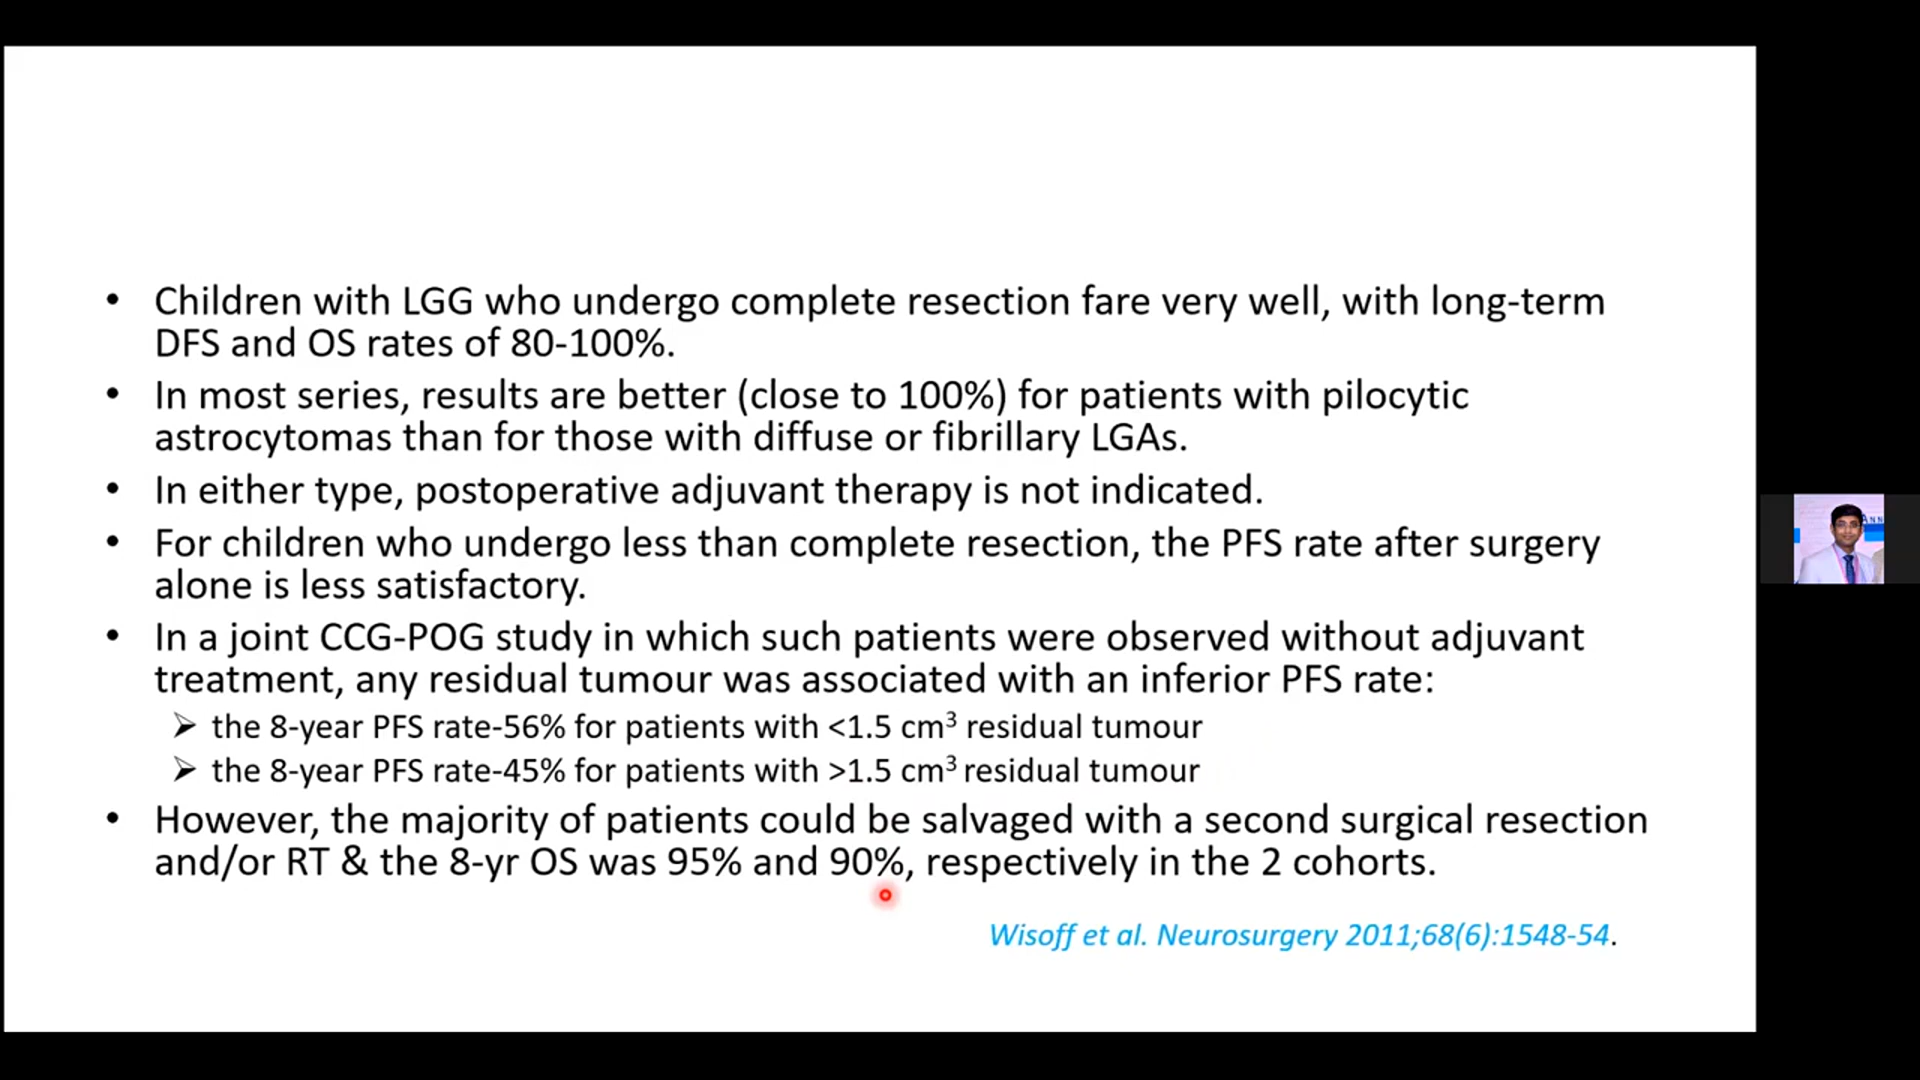 • Children with LGG who undergo complete resection fare very well, with long-term
DFS and OS rates of 80-100%.
• In most series, results are better (close to 100%) for patients with pilocytic
astrocytomas than for those with diffuse or fibrillary LGAs.
• In either type, postoperative adjuvant therapy is not indicated.
• For children who undergo less than complete resection, the PFS rate after surgery
alone is less satisfactory.
• In a joint CCG-POG study in which such patients were observed without adjuvant
treatment, any residual tumour was associated with an inferior PFS rate:
➢ the 8-year PFS rate-56% for patients with <1.5 cm³ residual tumour
➢ the 8-year PFS rate-45% for patients with >1.5 cm³ residual tumour
• However, the majority of patients could be salvaged with a second surgical resection
and/or RT & the 8-yr OS was 95% and 90%, respectively in the 2 cohorts.
Wisoff et al. Neurosurgery 2011;68(6):1548-54.